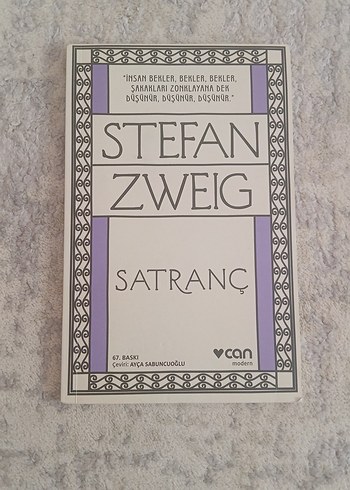 "İNSAN BEKLER, BEKLER, BEKLER,
ŞAKAKLARI ZONKLAYANA DEK
DÜŞÜNÜR, DÜŞÜNÜR, DÜŞÜNÜR."
STEFAN
ZWEIG
SATRANÇ
67. BASKI
Çeviri: AYÇA SABUNCUOĞLU
can
modern